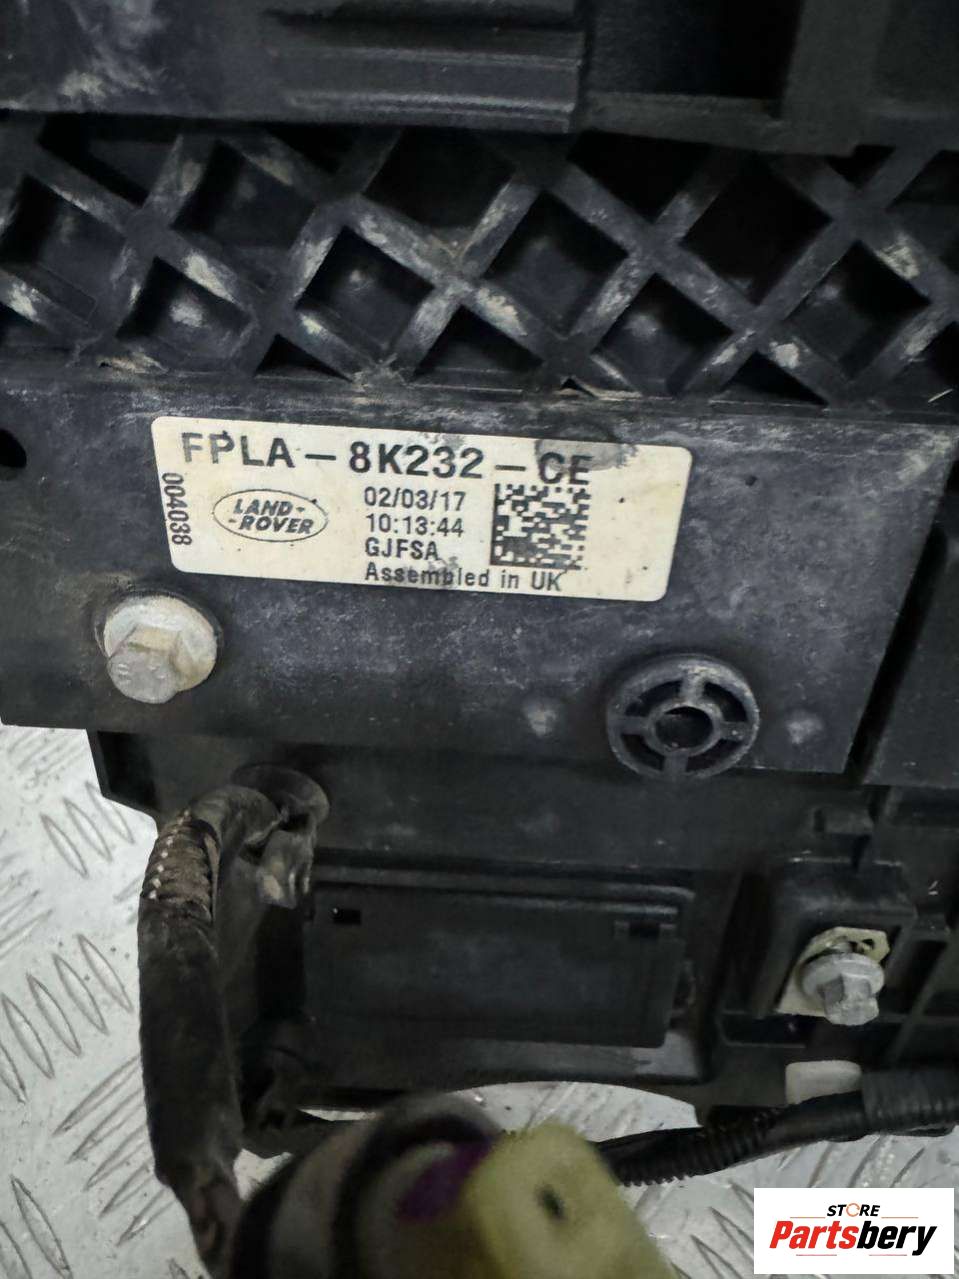 FPLA-8K232-CE
004038
LAND-
-ROVER
02/03/17
10:13:44
GJFSA
Assembled in UK
STORE
Partsbery